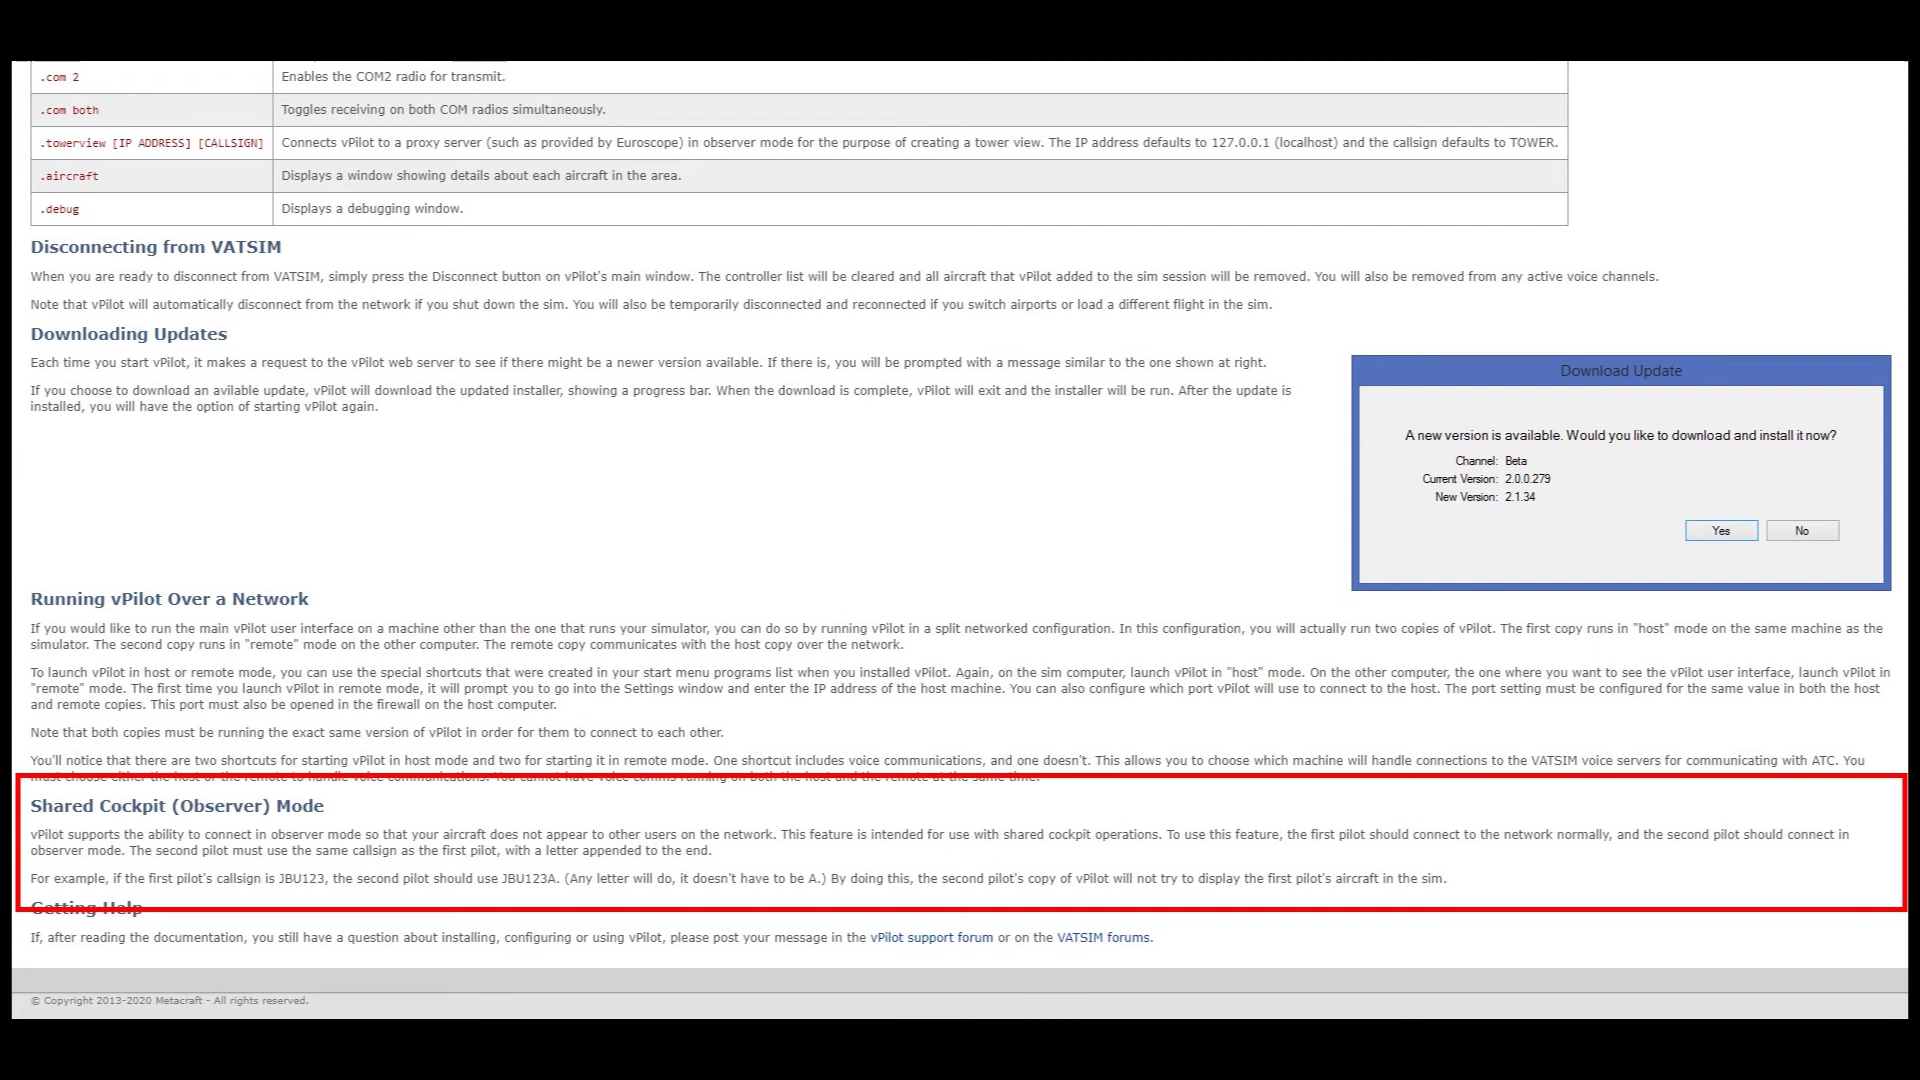 .com 2 Enables the COM2 radio for transmit.
.com both Toggles receiving on both COM radios simultaneously.
.towerview [IP ADDRESS] [CALLSIGN] Connects vPilot to a proxy server (such as provided by Euroscope) in observer mode for the purpose of creating a tower view. The IP address defaults to 127.0.0.1 (localhost) and the callsign defaults to TOWER.
.aircraft Displays a window showing details about each aircraft in the area.
.debug Displays a debugging window.
Disconnecting from VATSIM
When you are ready to disconnect from VATSIM, simply press the Disconnect button on vPilot's main window. The controller list will be cleared and all aircraft that vPilot added to the sim session will be removed. You will also be removed from any active voice channels.
Note that vPilot will automatically disconnect from the network if you shut down the sim. You will also be temporarily disconnected and reconnected if you switch airports or load a different flight in the sim.
Downloading Updates
Each time you start vPilot, it makes a request to the vPilot web server to see if there might be a newer version available. If there is, you will be prompted with a message similar to the one shown at right.
If you choose to download an avilable update, vPilot will download the updated installer, showing a progress bar. When the download is complete, vPilot will exit and the installer will be run. After the update is
installed, you will have the option of starting vPilot again.
Download Update
A new version is available. Would you like to download and install it now?
Channel: Beta
Current Version: 2.0.0.279
New Version: 2.1.34
Yes No
Running vPilot Over a Network
If you would like to run the main vPilot user interface on a machine other than the one that runs your simulator, you can do so by running vPilot in a split networked configuration. In this configuration, you will actually run two copies of vPilot. The first copy runs in "host" mode on the same machine as the
simulator. The second copy runs in "remote" mode on the other computer. The remote copy communicates with the host copy over the network.
To launch vPilot in host or remote mode, you can use the special shortcuts that were created in your start menu programs list when you installed vPilot. Again, on the sim computer, launch vPilot in "host" mode. On the other computer, the one where you want to see the vPilot user interface, launch vPilot in
"remote" mode. The first time you launch vPilot in remote mode, it will prompt you to go into the Settings window and enter the IP address of the host machine. You can also configure which port vPilot will use to connect to the host. The port setting must be configured for the same value in both the host
and remote copies. This port must also be opened in the firewall on the host computer.
Note that both copies must be running the exact same version of vPilot in order for them to connect to each other.
You'll notice that there are two shortcuts for starting vPilot in host mode and two for starting it in remote mode. One shortcut includes voice communications, and one doesn't. This allows you to choose which machine will handle connections to the VATSIM voice servers for communicating with ATC. You
must choose either the host or the remote to handle voice communications. You cannot have voice comms running on both the host and the remote at the same time.
Shared Cockpit (Observer) Mode
vPilot supports the ability to connect in observer mode so that your aircraft does not appear to other users on the network. This feature is intended for use with shared cockpit operations. To use this feature, the first pilot should connect to the network normally, and the second pilot should connect in
observer mode. The second pilot must use the same callsign as the first pilot, with a letter appended to the end.
For example, if the first pilot's callsign is JBU123, the second pilot should use JBU123A. (Any letter will do, it doesn't have to be A.) By doing this, the second pilot's copy of vPilot will not try to display the first pilot's aircraft in the sim.
Getting Help
If, after reading the documentation, you still have a question about installing, configuring or using vPilot, please post your message in the vPilot support forum or on the VATSIM forums.
© Copyright 2013-2020 Metacraft - All rights reserved.